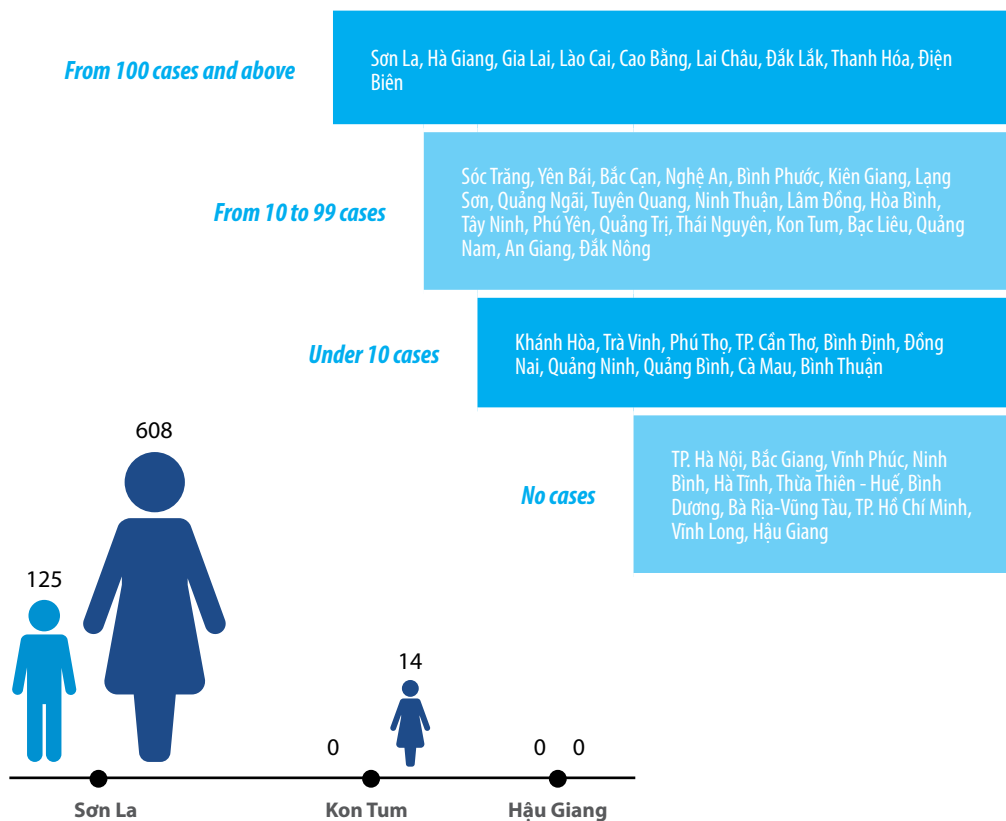 From 100 cases and above
Sơn La, Hà Giang, Gia Lai, Lào Cai, Cao Bằng, Lai Châu, Đắk Lắk, Thanh Hóa, Điện
Biên
From 10 to 99 cases
Sóc Trăng, Yên Bái, Bắc Cạn, Nghệ An, Bình Phước, Kiên Giang, Lạng
Sơn, Quảng Ngãi, Tuyên Quang, Ninh Thuận, Lâm Đồng, Hòa Bình,
Tây Ninh, Phú Yên, Quảng Trị, Thái Nguyên, Kon Tum, Bạc Liêu, Quảng
Nam, An Giang, Đắk Nông
Under 10 cases
Khánh Hòa, Trà Vinh, Phú Thọ, TP. Cần Thơ, Bình Định, Đồng
Nai, Quảng Ninh, Quảng Bình, Cà Mau, Bình Thuận
No cases
TP. Hà Nội, Bắc Giang, Vĩnh Phúc, Ninh
Bình, Hà Tĩnh, Thừa Thiên - Huế, Bình
Dương, Bà Rịa-Vũng Tàu, TP. Hồ Chí Minh,
Vĩnh Long, Hậu Giang
608
125
14
0
0 0
Sơn La Kon Tum Hậu Giang